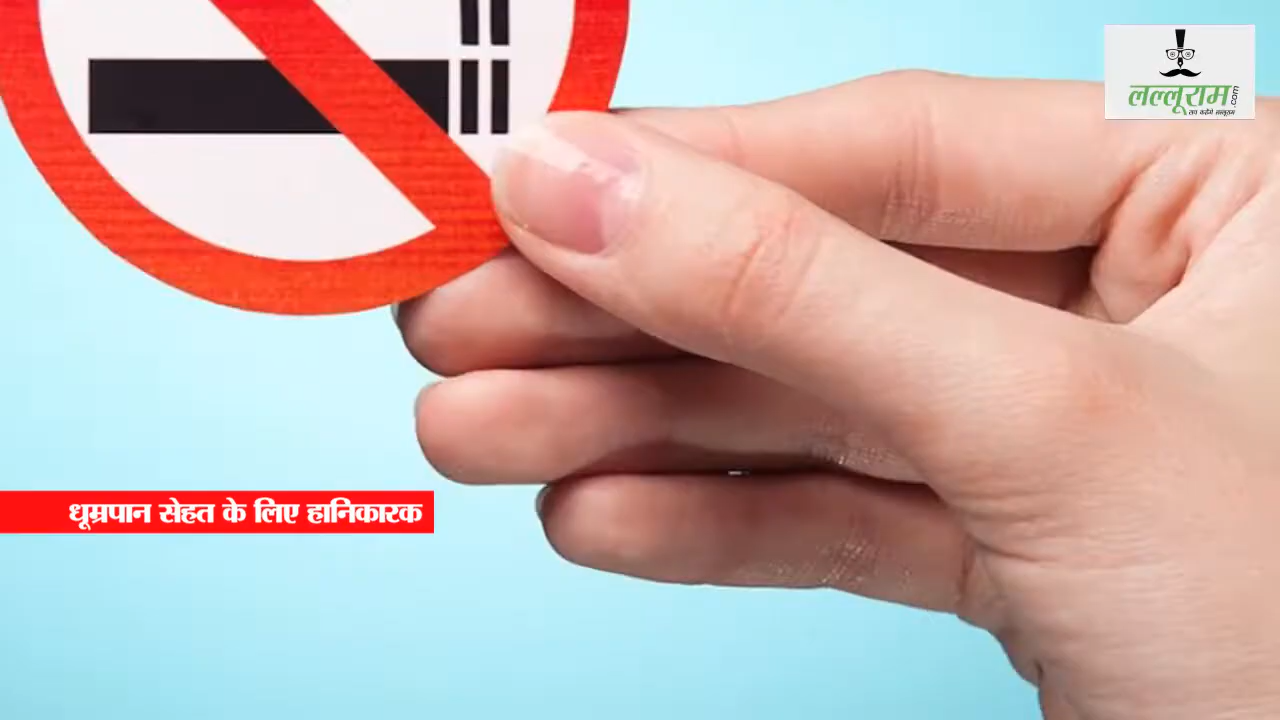 लल्लूराम
.com
धूम्रपान सेहत के लिए हानिकारक